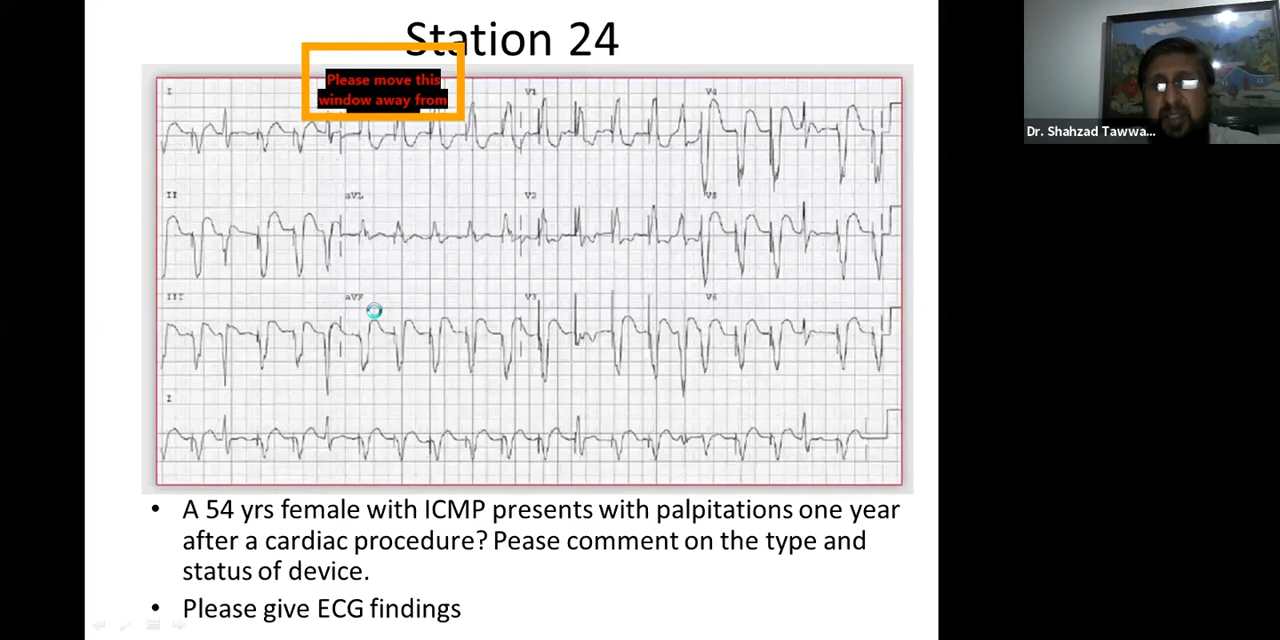 Station 24
Please move this
window away from
I
V1
V4
Dr. Shahzad Tawwa...
II
aVL
V2
V5
III
aVF
V3
V6
I
• A 54 yrs female with ICMP presents with palpitations one year
after a cardiac procedure? Pease comment on the type and
status of device.
• Please give ECG findings